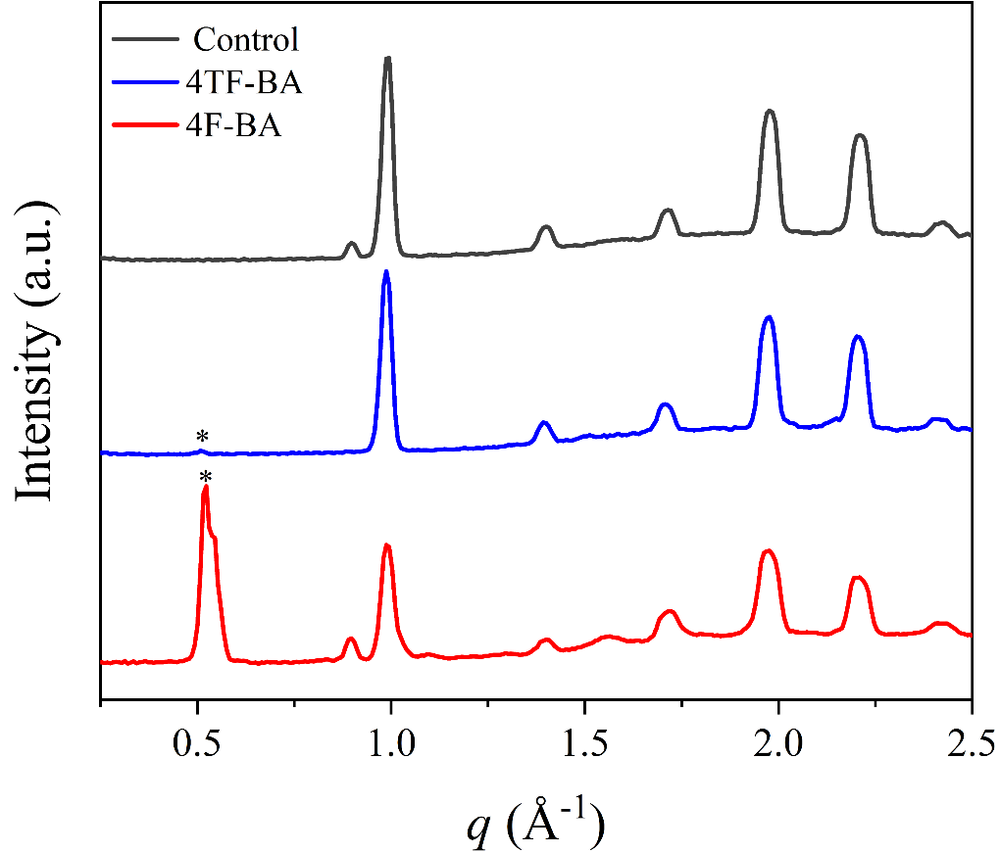 Control
4TF-BA
4F-BA
Intensity (a.u.)
*
*
0.5 1.0 1.5 2.0 2.5
q (Å-1)